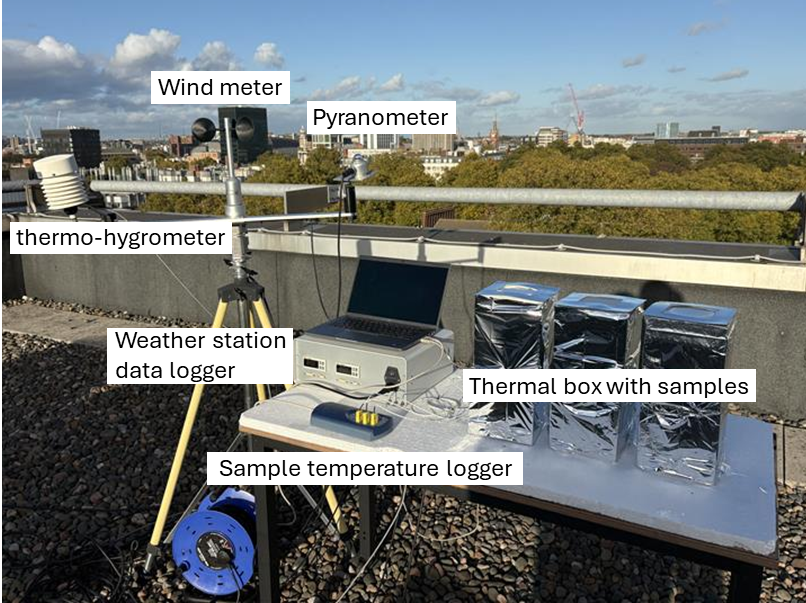 Wind meter
Pyranometer
thermo-hygrometer
Weather station
data logger
Thermal box with samples
Sample temperature logger